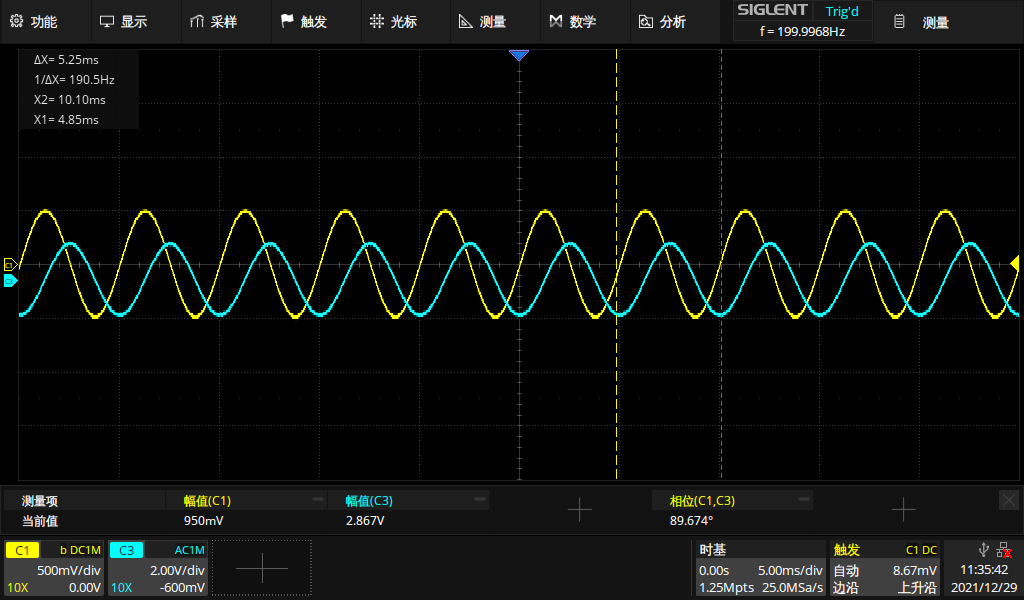 功能 显示 采样 触发 光标 测量 数学 分析 SIGLENT Trig'd 测量
f = 199.9968Hz
ΔX= 5.25ms
1/ΔX= 190.5Hz
X2= 10.10ms
X1= 4.85ms
C1
C3
测量项 幅值(C1) 幅值(C3) 相位(C1,C3)
当前值 950mV 2.867V 89.674°
C1 b DC1M C3 AC1M 时基 触发 C1 DC
500mV/div 2.00V/div 0.00s 5.00ms/div 自动 8.67mV 11:35:42
10X 0.00V 10X -600mV 1.25Mpts 25.0MSa/s 边沿 上升沿 2021/12/29